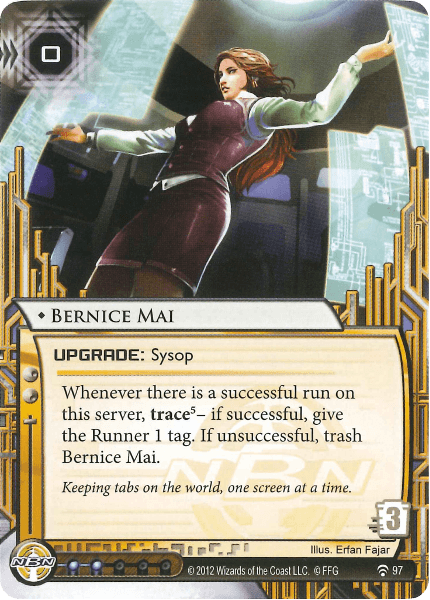 0
• BERNICE MAI
UPGRADE: Sysop
Whenever there is a successful run on
this server, trace⁵– if successful, give
the Runner 1 tag. If unsuccessful, trash
Bernice Mai.
Keeping tabs on the world, one screen at a time.
NBN
3
Illus. Erfan Fajar
NBN
© 2012 Wizards of the Coast LLC. © FFG
97